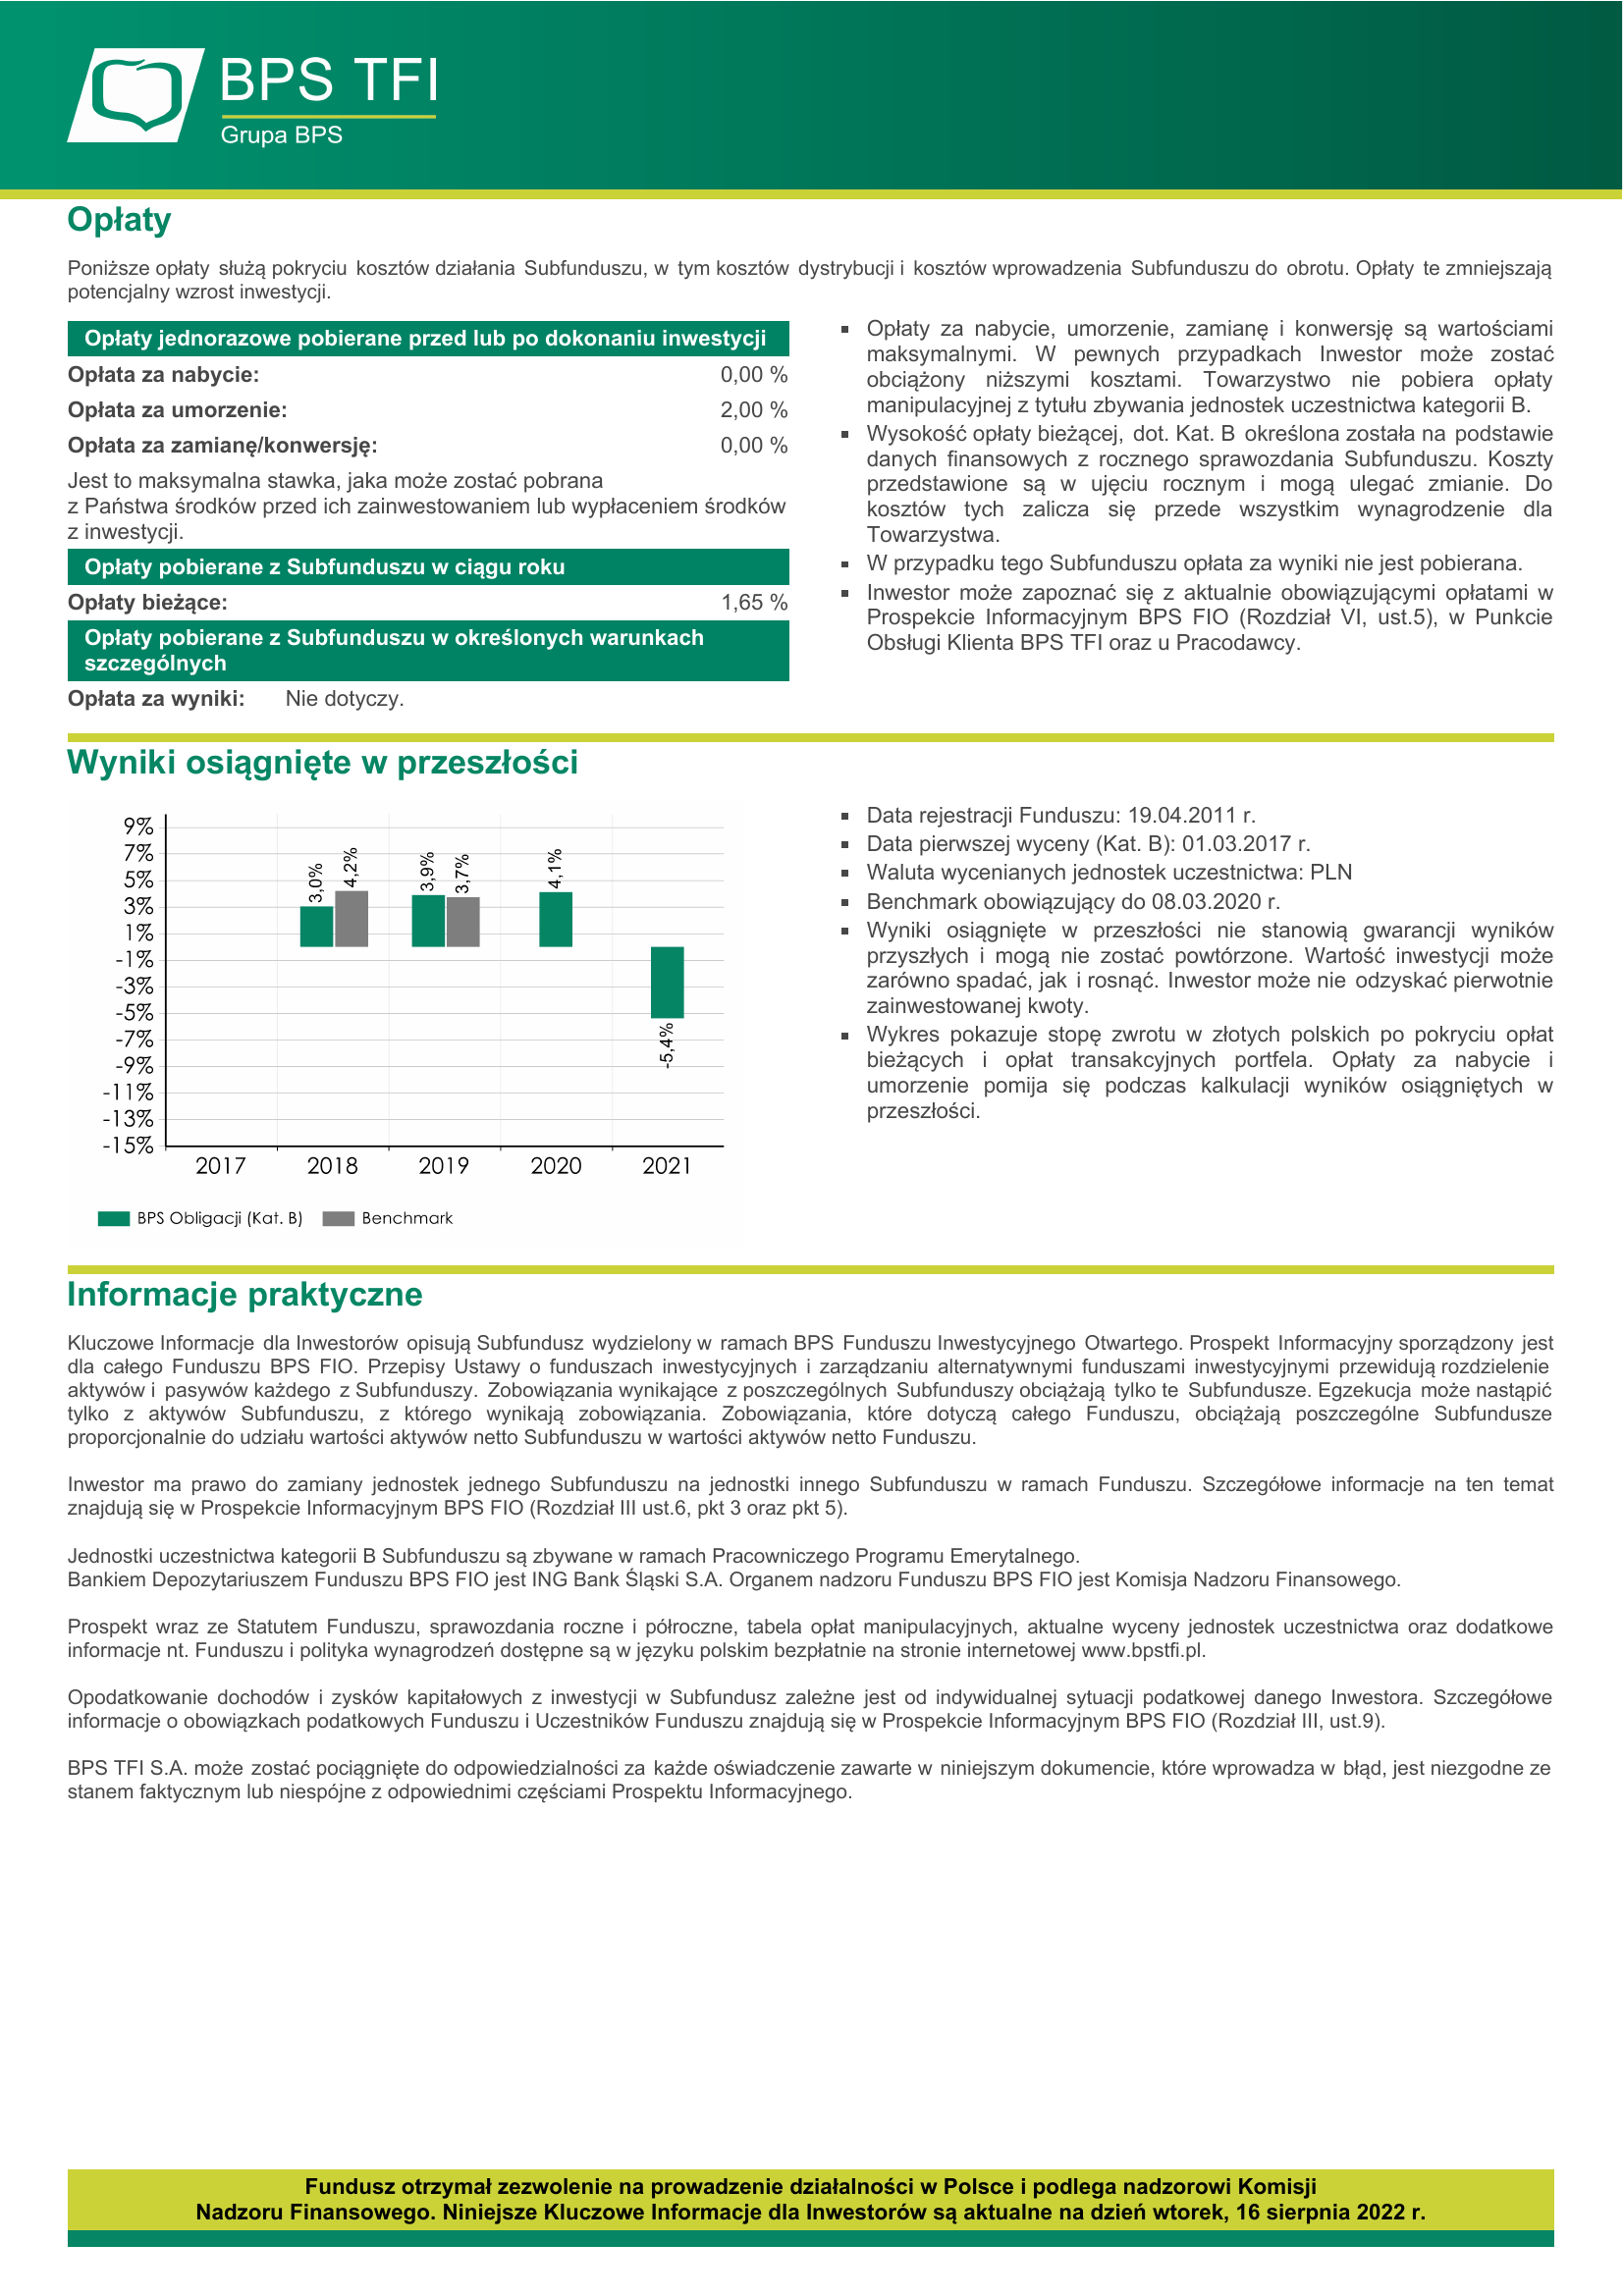 BPS TFI
Grupa BPS
Opłaty
Poniższe opłaty służą pokryciu kosztów działania Subfunduszu, w tym kosztów dystrybucji i kosztów wprowadzenia Subfunduszu do obrotu. Opłaty te zmniejszają
potencjalny wzrost inwestycji.
Opłaty jednorazowe pobierane przed lub po dokonaniu inwestycji
Opłata za nabycie: 0,00 %
Opłata za umorzenie: 2,00 %
Opłata za zamianę/konwersję: 0,00 %
Jest to maksymalna stawka, jaka może zostać pobrana
z Państwa środków przed ich zainwestowaniem lub wypłaceniem środków
z inwestycji.
Opłaty pobierane z Subfunduszu w ciągu roku
Opłaty bieżące: 1,65 %
Opłaty pobierane z Subfunduszu w określonych warunkach
szczególnych
Opłata za wyniki: Nie dotyczy.
▪ Opłaty za nabycie, umorzenie, zamianę i konwersję są wartościami
maksymalnymi. W pewnych przypadkach Inwestor może zostać
obciążony niższymi kosztami. Towarzystwo nie pobiera opłaty
manipulacyjnej z tytułu zbywania jednostek uczestnictwa kategorii B.
▪ Wysokość opłaty bieżącej, dot. Kat. B określona została na podstawie
danych finansowych z rocznego sprawozdania Subfunduszu. Koszty
przedstawione są w ujęciu rocznym i mogą ulegać zmianie. Do
kosztów tych zalicza się przede wszystkim wynagrodzenie dla
Towarzystwa.
▪ W przypadku tego Subfunduszu opłata za wyniki nie jest pobierana.
▪ Inwestor może zapoznać się z aktualnie obowiązującymi opłatami w
Prospekcie Informacyjnym BPS FIO (Rozdział VI, ust.5), w Punkcie
Obsługi Klienta BPS TFI oraz u Pracodawcy.
Wyniki osiągnięte w przeszłości
9%
7%
5%
3%
1%
-1%
-3%
-5%
-7%
-9%
-11%
-13%
-15%
3,0%
4,2%
3,9%
3,7%
4,1%
-5,4%
2017 2018 2019 2020 2021
BPS Obligacji (Kat. B) Benchmark
▪ Data rejestracji Funduszu: 19.04.2011 r.
▪ Data pierwszej wyceny (Kat. B): 01.03.2017 r.
▪ Waluta wycenianych jednostek uczestnictwa: PLN
▪ Benchmark obowiązujący do 08.03.2020 r.
▪ Wyniki osiągnięte w przeszłości nie stanowią gwarancji wyników
przyszłych i mogą nie zostać powtórzone. Wartość inwestycji może
zarówno spadać, jak i rosnąć. Inwestor może nie odzyskać pierwotnie
zainwestowanej kwoty.
▪ Wykres pokazuje stopę zwrotu w złotych polskich po pokryciu opłat
bieżących i opłat transakcyjnych portfela. Opłaty za nabycie i
umorzenie pomija się podczas kalkulacji wyników osiągniętych w
przeszłości.
Informacje praktyczne
Kluczowe Informacje dla Inwestorów opisują Subfundusz wydzielony w ramach BPS Funduszu Inwestycyjnego Otwartego. Prospekt Informacyjny sporządzony jest
dla całego Funduszu BPS FIO. Przepisy Ustawy o funduszach inwestycyjnych i zarządzaniu alternatywnymi funduszami inwestycyjnymi przewidują rozdzielenie
aktywów i pasywów każdego z Subfunduszy. Zobowiązania wynikające z poszczególnych Subfunduszy obciążają tylko te Subfundusze. Egzekucja może nastąpić
tylko z aktywów Subfunduszu, z którego wynikają zobowiązania. Zobowiązania, które dotyczą całego Funduszu, obciążają poszczególne Subfundusze
proporcjonalnie do udziału wartości aktywów netto Subfunduszu w wartości aktywów netto Funduszu.
Inwestor ma prawo do zamiany jednostek jednego Subfunduszu na jednostki innego Subfunduszu w ramach Funduszu. Szczegółowe informacje na ten temat
znajdują się w Prospekcie Informacyjnym BPS FIO (Rozdział III ust.6, pkt 3 oraz pkt 5).
Jednostki uczestnictwa kategorii B Subfunduszu są zbywane w ramach Pracowniczego Programu Emerytalnego.
Bankiem Depozytariuszem Funduszu BPS FIO jest ING Bank Śląski S.A. Organem nadzoru Funduszu BPS FIO jest Komisja Nadzoru Finansowego.
Prospekt wraz ze Statutem Funduszu, sprawozdania roczne i półroczne, tabela opłat manipulacyjnych, aktualne wyceny jednostek uczestnictwa oraz dodatkowe
informacje nt. Funduszu i polityka wynagrodzeń dostępne są w języku polskim bezpłatnie na stronie internetowej www.bpstfi.pl.
Opodatkowanie dochodów i zysków kapitałowych z inwestycji w Subfundusz zależne jest od indywidualnej sytuacji podatkowej danego Inwestora. Szczegółowe
informacje o obowiązkach podatkowych Funduszu i Uczestników Funduszu znajdują się w Prospekcie Informacyjnym BPS FIO (Rozdział III, ust.9).
BPS TFI S.A. może zostać pociągnięte do odpowiedzialności za każde oświadczenie zawarte w niniejszym dokumencie, które wprowadza w błąd, jest niezgodne ze
stanem faktycznym lub niespójne z odpowiednimi częściami Prospektu Informacyjnego.
Fundusz otrzymał zezwolenie na prowadzenie działalności w Polsce i podlega nadzorowi Komisji
Nadzoru Finansowego. Niniejsze Kluczowe Informacje dla Inwestorów są aktualne na dzień wtorek, 16 sierpnia 2022 r.